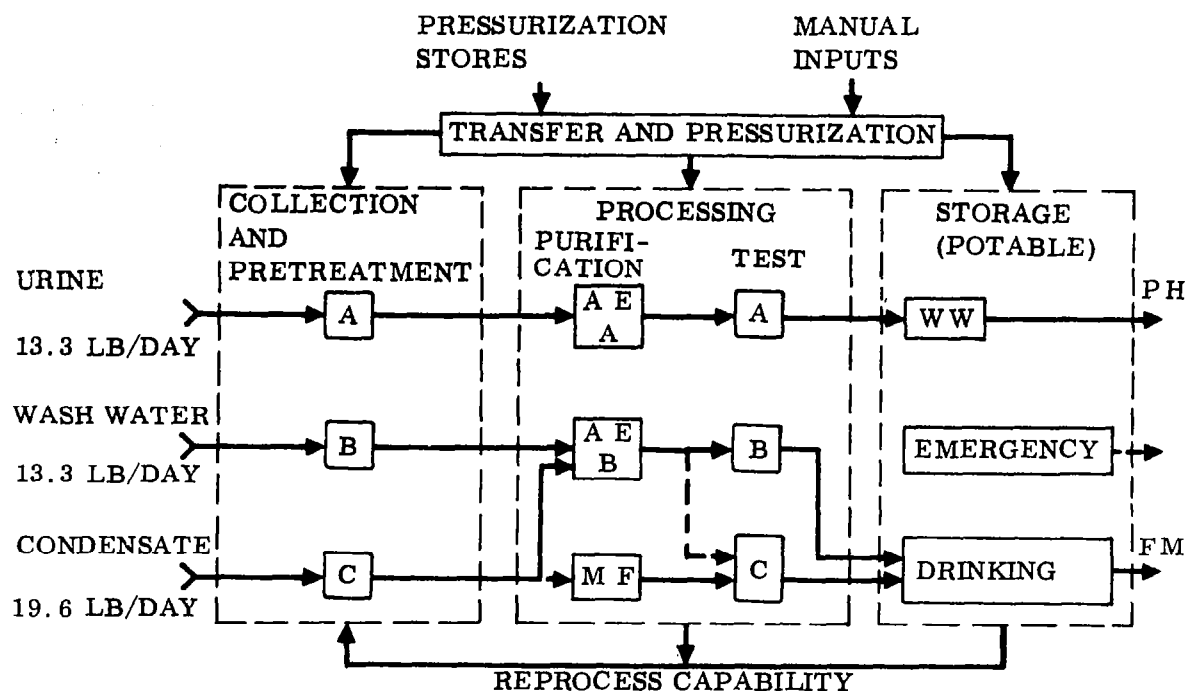 PRESSURIZATION
STORES
MANUAL
INPUTS
TRANSFER AND PRESSURIZATION
COLLECTION
AND
PRETREATMENT
PROCESSING
PURIFI-
CATION
TEST
STORAGE
(POTABLE)
URINE
13.3 LB/DAY
A
A E
A
A
WW
PH
WASH WATER
13.3 LB/DAY
B
A E
B
B
EMERGENCY
CONDENSATE
19.6 LB/DAY
C
MF
C
DRINKING
FM
REPROCESS CAPABILITY